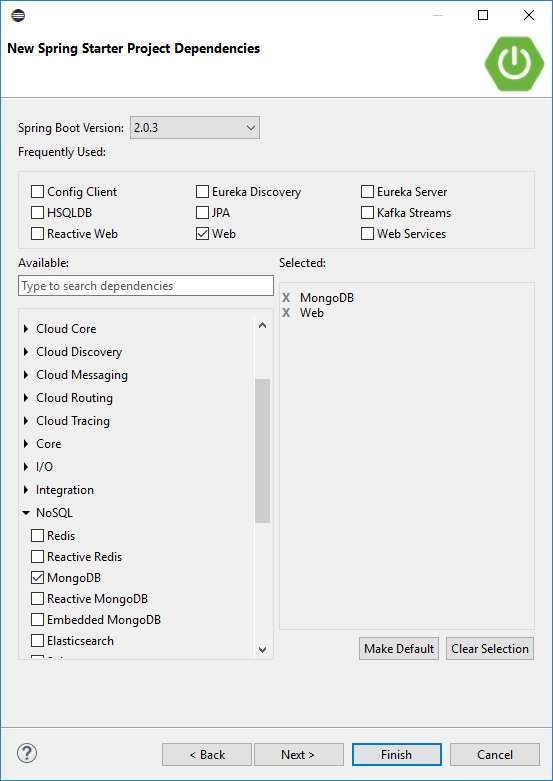 New Spring Starter Project Dependencies
Spring Boot Version: 2.0.3
Frequently Used:
Config Client Eureka Discovery Eureka Server
HSQLDB JPA Kafka Streams
Reactive Web Web Web Services
Available: Selected:
Type to search dependencies
X MongoDB
X Web
Cloud Core
Cloud Discovery
Cloud Messaging
Cloud Routing
Cloud Tracing
Core
I/O
Integration
NoSQL
Redis
Reactive Redis
MongoDB
Reactive MongoDB
Embedded MongoDB
Elasticsearch
Make Default Clear Selection
? < Back Next > Finish Cancel